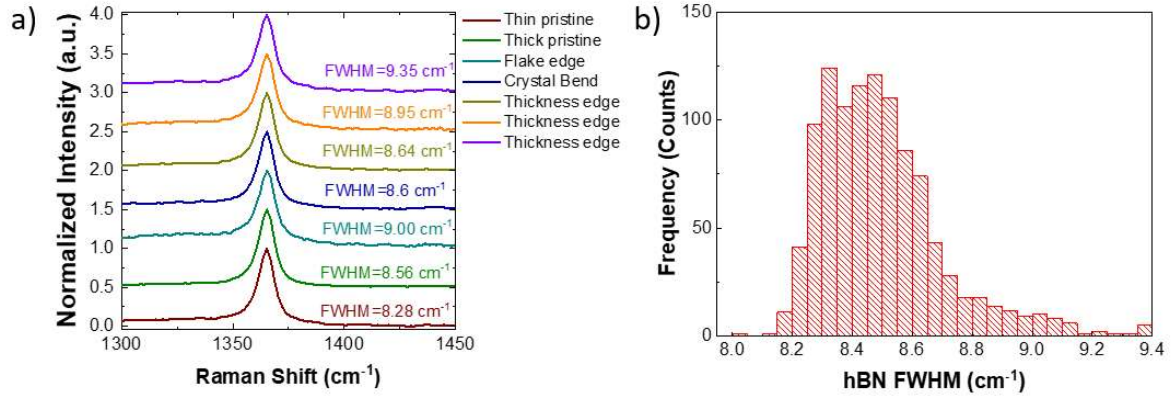 a)
Normalized Intensity (a.u.)
4.0
3.5
3.0
2.5
2.0
1.5
1.0
0.5
0.0
FWHM=9.35 cm-1
FWHM=8.95 cm-1
FWHM=8.64 cm-1
FWHM=8.6 cm-1
FWHM=9.00 cm-1
FWHM=8.56 cm-1
FWHM=8.28 cm-1
1300 1350 1400 1450
Raman Shift (cm-1)
Thin pristine
Thick pristine
Flake edge
Crystal Bend
Thickness edge
Thickness edge
Thickness edge
b)
Frequency (Counts)
150
100
50
0
8.0 8.2 8.4 8.6 8.8 9.0 9.2 9.4
hBN FWHM (cm-1)